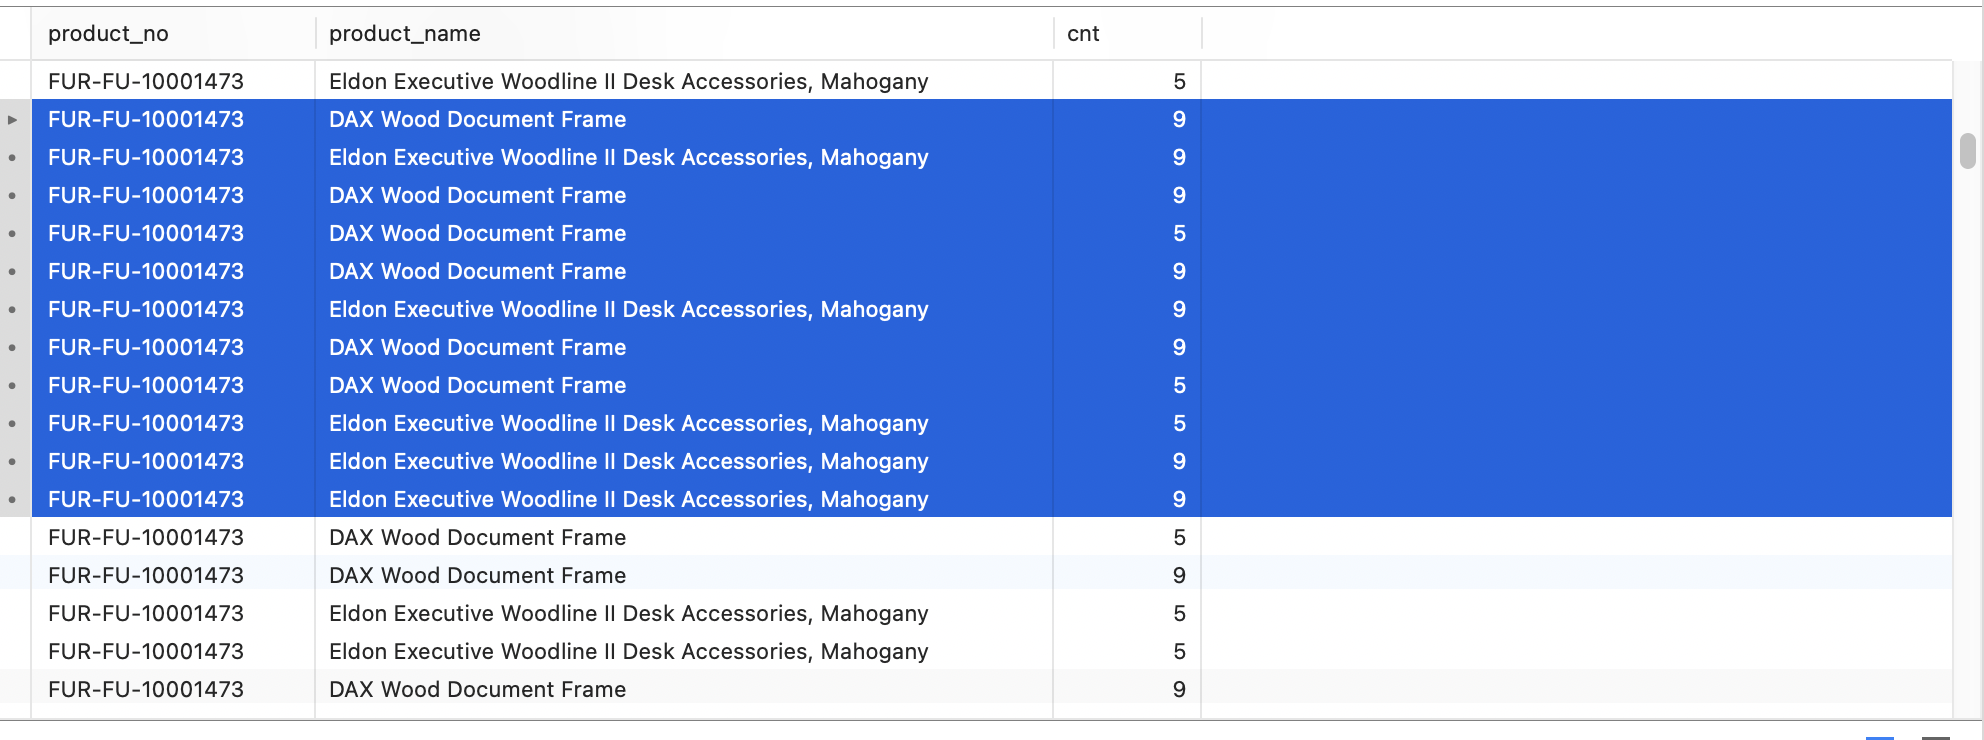 product_no product_name cnt
FUR-FU-10001473 Eldon Executive Woodline II Desk Accessories, Mahogany 5
FUR-FU-10001473 DAX Wood Document Frame 9
FUR-FU-10001473 Eldon Executive Woodline II Desk Accessories, Mahogany 9
FUR-FU-10001473 DAX Wood Document Frame 9
FUR-FU-10001473 DAX Wood Document Frame 5
FUR-FU-10001473 DAX Wood Document Frame 9
FUR-FU-10001473 Eldon Executive Woodline II Desk Accessories, Mahogany 9
FUR-FU-10001473 DAX Wood Document Frame 9
FUR-FU-10001473 DAX Wood Document Frame 5
FUR-FU-10001473 Eldon Executive Woodline II Desk Accessories, Mahogany 5
FUR-FU-10001473 Eldon Executive Woodline II Desk Accessories, Mahogany 9
FUR-FU-10001473 Eldon Executive Woodline II Desk Accessories, Mahogany 9
FUR-FU-10001473 DAX Wood Document Frame 5
FUR-FU-10001473 DAX Wood Document Frame 9
FUR-FU-10001473 Eldon Executive Woodline II Desk Accessories, Mahogany 5
FUR-FU-10001473 Eldon Executive Woodline II Desk Accessories, Mahogany 5
FUR-FU-10001473 DAX Wood Document Frame 9